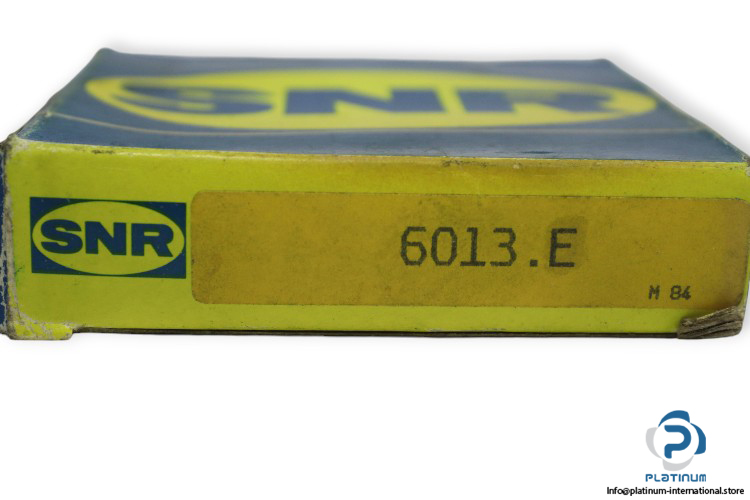 SNR
SNR
6013.E
M 84
PLATINUM
Info@platinum-international.store